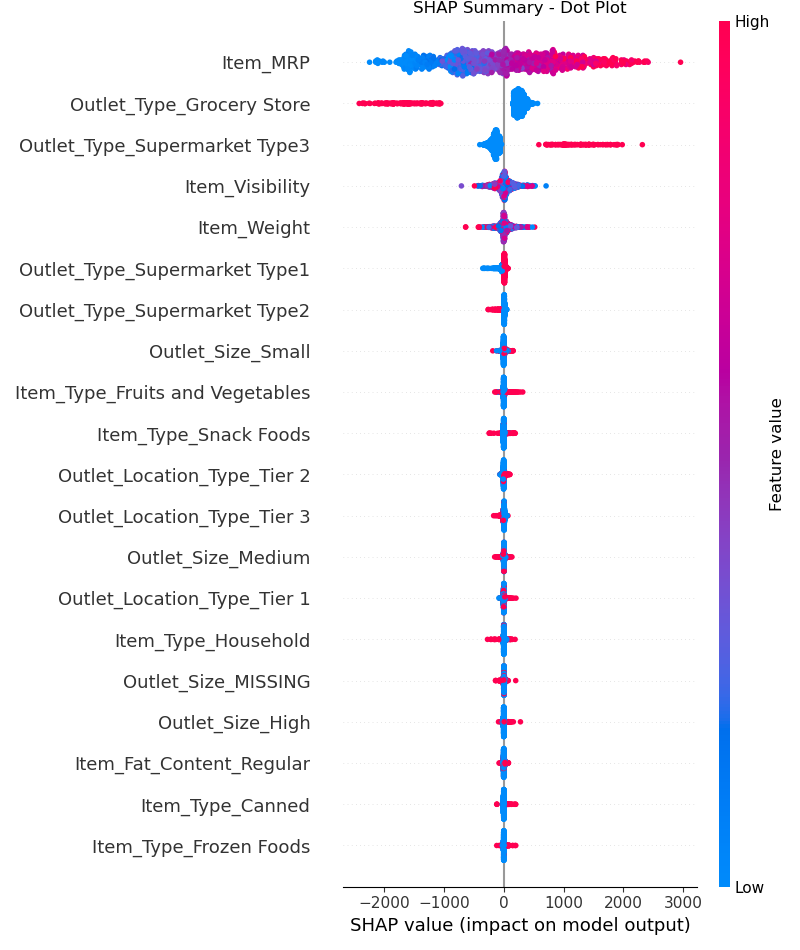 SHAP Summary - Dot Plot
High
Item_MRP
Outlet_Type_Grocery Store
Outlet_Type_Supermarket Type3
Item_Visibility
Item_Weight
Outlet_Type_Supermarket Type1
Outlet_Type_Supermarket Type2
Outlet_Size_Small
Item_Type_Fruits and Vegetables
Item_Type_Snack Foods
Outlet_Location_Type_Tier 2
Outlet_Location_Type_Tier 3
Outlet_Size_Medium
Outlet_Location_Type_Tier 1
Item_Type_Household
Outlet_Size_MISSING
Outlet_Size_High
Item_Fat_Content_Regular
Item_Type_Canned
Item_Type_Frozen Foods
Feature value
Low
−2000 −1000 0 1000 2000 3000
SHAP value (impact on model output)